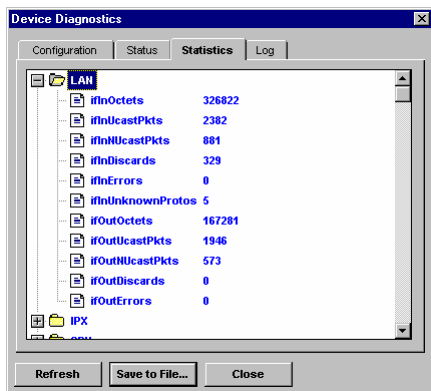 Device Diagnostics
Configuration Status Statistics Log
LAN
ifInOctets 326822
ifInUcastPkts 2382
ifInNUcastPkts 881
ifInDiscards 329
ifInErrors 0
ifInUnknownProtos 5
ifOutOctets 167281
ifOutUcastPkts 1946
ifOutNUcastPkts 573
ifOutDiscards 0
ifOutErrors 0
IPX
Refresh Save to File... Close